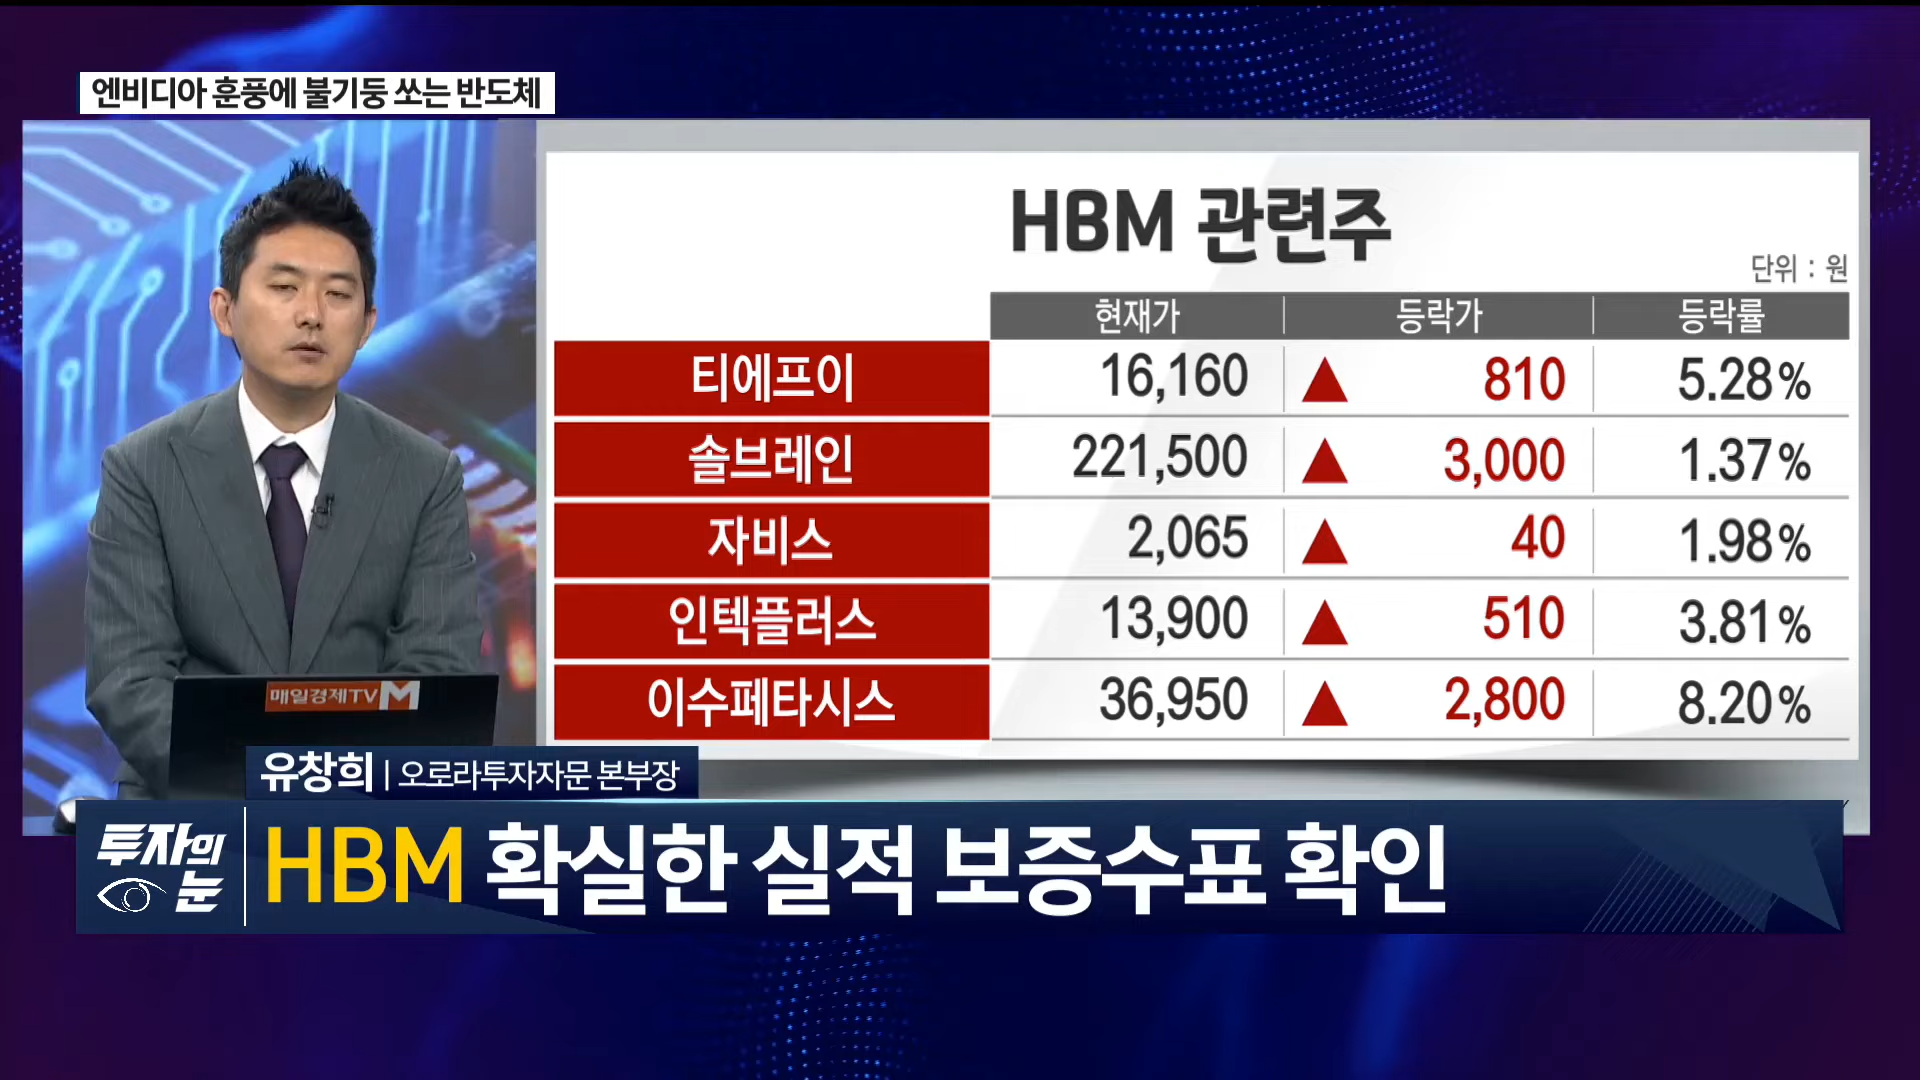 엔비디아 훈풍에 불기둥 쏘는 반도체
HBM 관련주
단위 : 원
현재가 등락가 등락률
티에프이 16,160 ▲ 810 5.28%
솔브레인 221,500 ▲ 3,000 1.37%
자비스 2,065 ▲ 40 1.98%
인텍플러스 13,900 ▲ 510 3.81%
이수페타시스 36,950 ▲ 2,800 8.20%
매일경제TV M
유창희 | 오로라투자자문 본부장
투자의 눈
HBM 확실한 실적 보증수표 확인